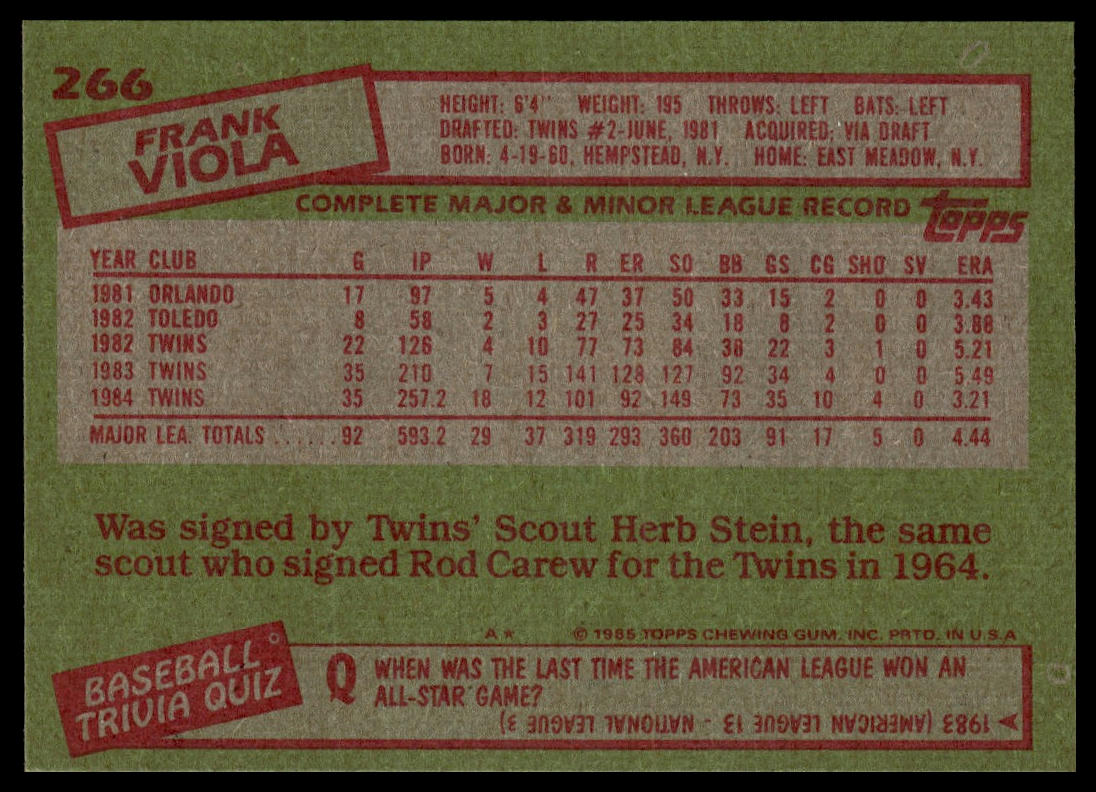 266
FRANK
VIOLA
HEIGHT: 6'4" WEIGHT: 195 THROWS: LEFT BATS: LEFT
DRAFTED: TWINS #2-JUNE, 1981 ACQUIRED: VIA DRAFT
BORN: 4-19-60, HEMPSTEAD, N.Y. HOME: EAST MEADOW, N.Y.
COMPLETE MAJOR & MINOR LEAGUE RECORD topps
YEAR CLUB G IP W L R ER SO BB GS CG SHO SV ERA
1981 ORLANDO 17 97 5 4 47 37 50 33 15 2 0 0 3.43
1982 TOLEDO 8 58 2 3 27 25 34 18 8 2 0 0 3.88
1982 TWINS 22 126 4 10 77 73 84 38 22 3 1 0 5.21
1983 TWINS 35 210 7 15 141 128 127 92 34 4 0 0 5.49
1984 TWINS 35 257.2 18 12 101 92 149 73 35 10 4 0 3.21
MAJOR LEA. TOTALS ...... 92 593.2 29 37 319 293 360 203 91 17 5 0 4.44
Was signed by Twins' Scout Herb Stein, the same
scout who signed Rod Carew for the Twins in 1964.
A* © 1985 TOPPS CHEWING GUM, INC. PRTD. IN U.S.A
BASEBALL
TRIVIA QUIZ
Q WHEN WAS THE LAST TIME THE AMERICAN LEAGUE WON AN
ALL-STAR GAME?
A 1983 (AMERICAN LEAGUE 13 - NATIONAL LEAGUE 3)